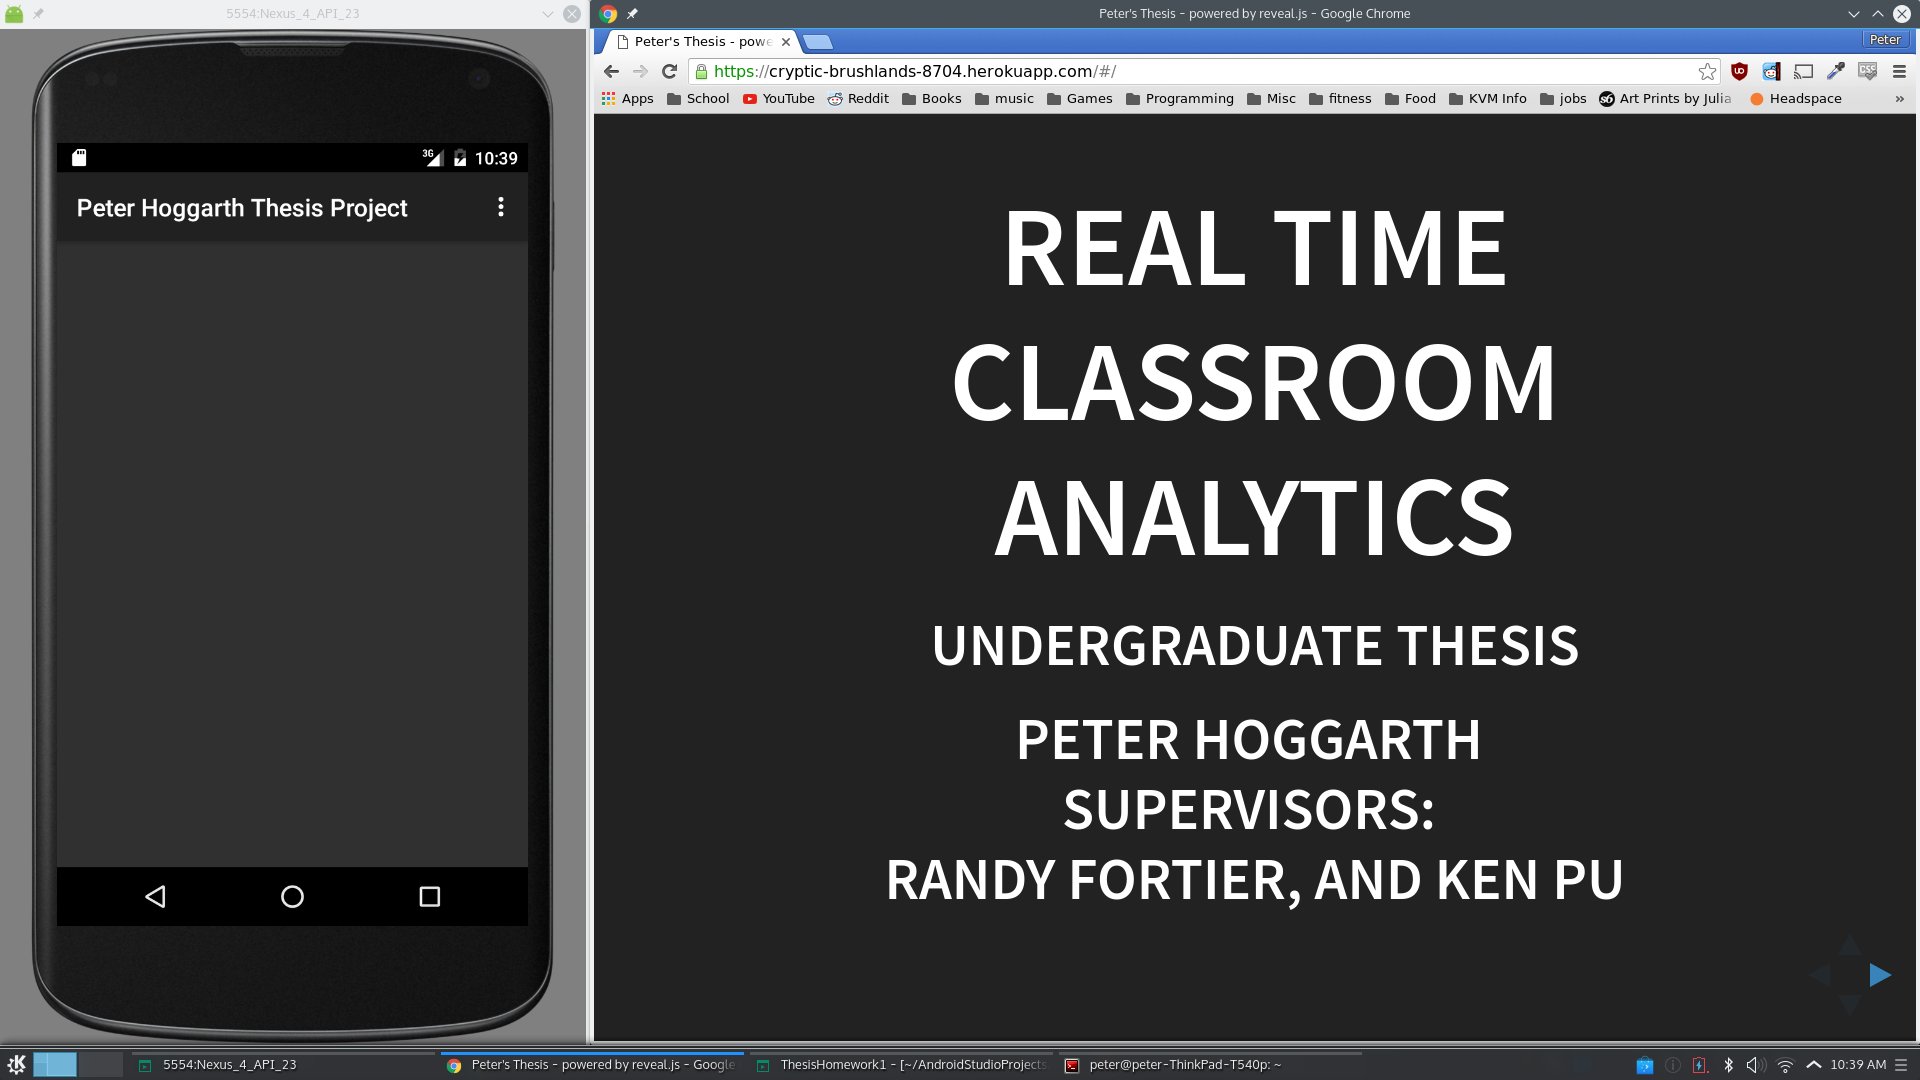 5554:Nexus_4_API_23
3G 10:39
Peter Hoggarth Thesis Project
Peter's Thesis – powered by reveal.js – Google Chrome
Peter's Thesis - pow
Peter
https://cryptic-brushlands-8704.herokuapp.com/#/
Apps School YouTube Reddit Books music Games Programming Misc fitness Food KVM Info jobs Art Prints by Julia Headspace »
REAL TIME
CLASSROOM
ANALYTICS
UNDERGRADUATE THESIS
PETER HOGGARTH
SUPERVISORS:
RANDY FORTIER, AND KEN PU
5554:Nexus_4_API_23
Peter's Thesis – powered by reveal.js – Google
ThesisHomework1 - [~/AndroidStudioProjects
peter@peter-ThinkPad-T540p: ~
10:39 AM